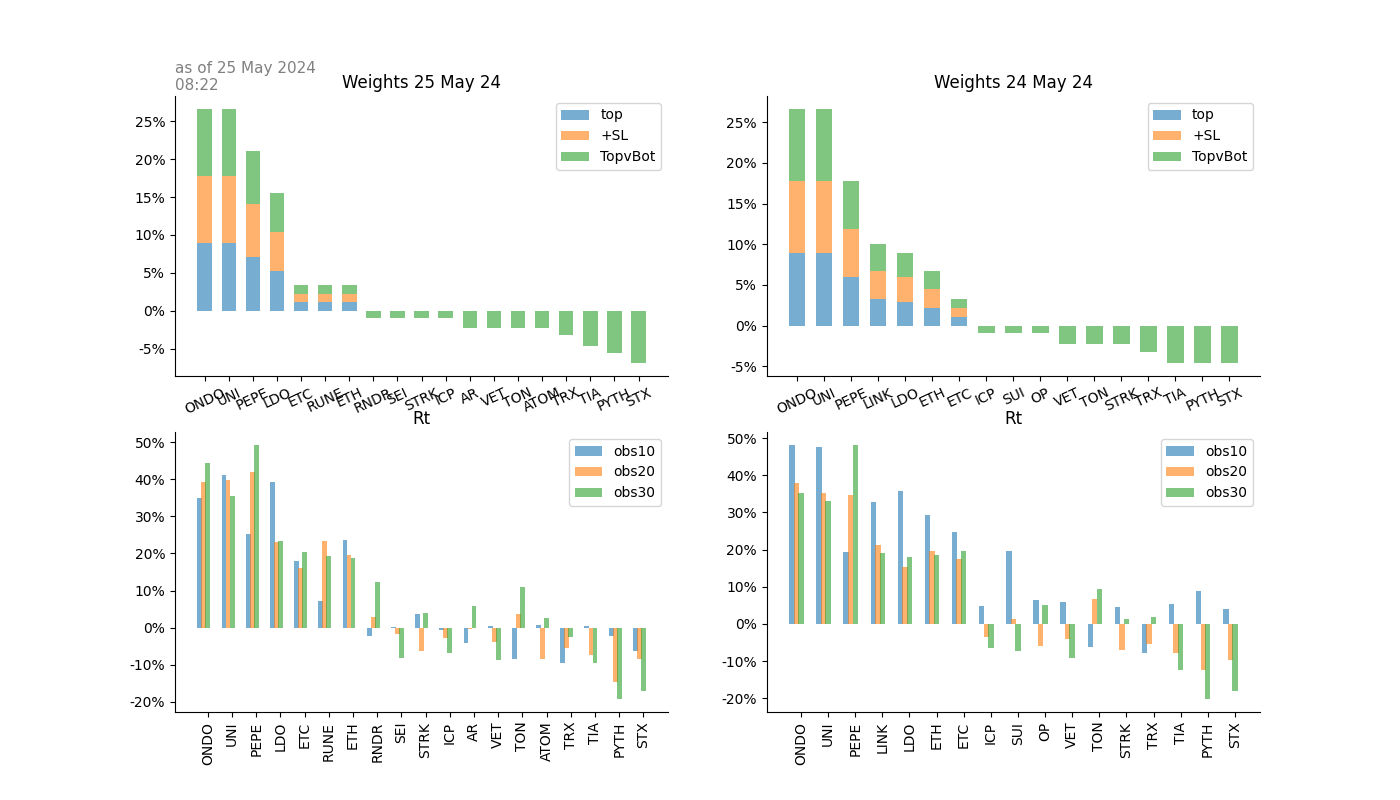 as of 25 May 2024
08:22
Weights 25 May 24
25%
20%
15%
10%
5%
0%
-5%
top
+SL
TopvBot
ONDO UNI PEPE LDO ETC RUNE ETH RNDR SEI STRK ICP AR VET TON ATOM TRX TIA PYTH STX
Weights 24 May 24
25%
20%
15%
10%
5%
0%
-5%
top
+SL
TopvBot
ONDO UNI PEPE LINK LDO ETH ETC ICP SUI OP VET TON STRK TRX TIA PYTH STX
Rt
50%
40%
30%
20%
10%
0%
-10%
-20%
obs10
obs20
obs30
ONDO UNI PEPE LDO ETC RUNE ETH RNDR SEI STRK ICP AR VET TON ATOM TRX TIA PYTH STX
Rt
50%
40%
30%
20%
10%
0%
-10%
-20%
obs10
obs20
obs30
ONDO UNI PEPE LINK LDO ETH ETC ICP SUI OP VET TON STRK TRX TIA PYTH STX